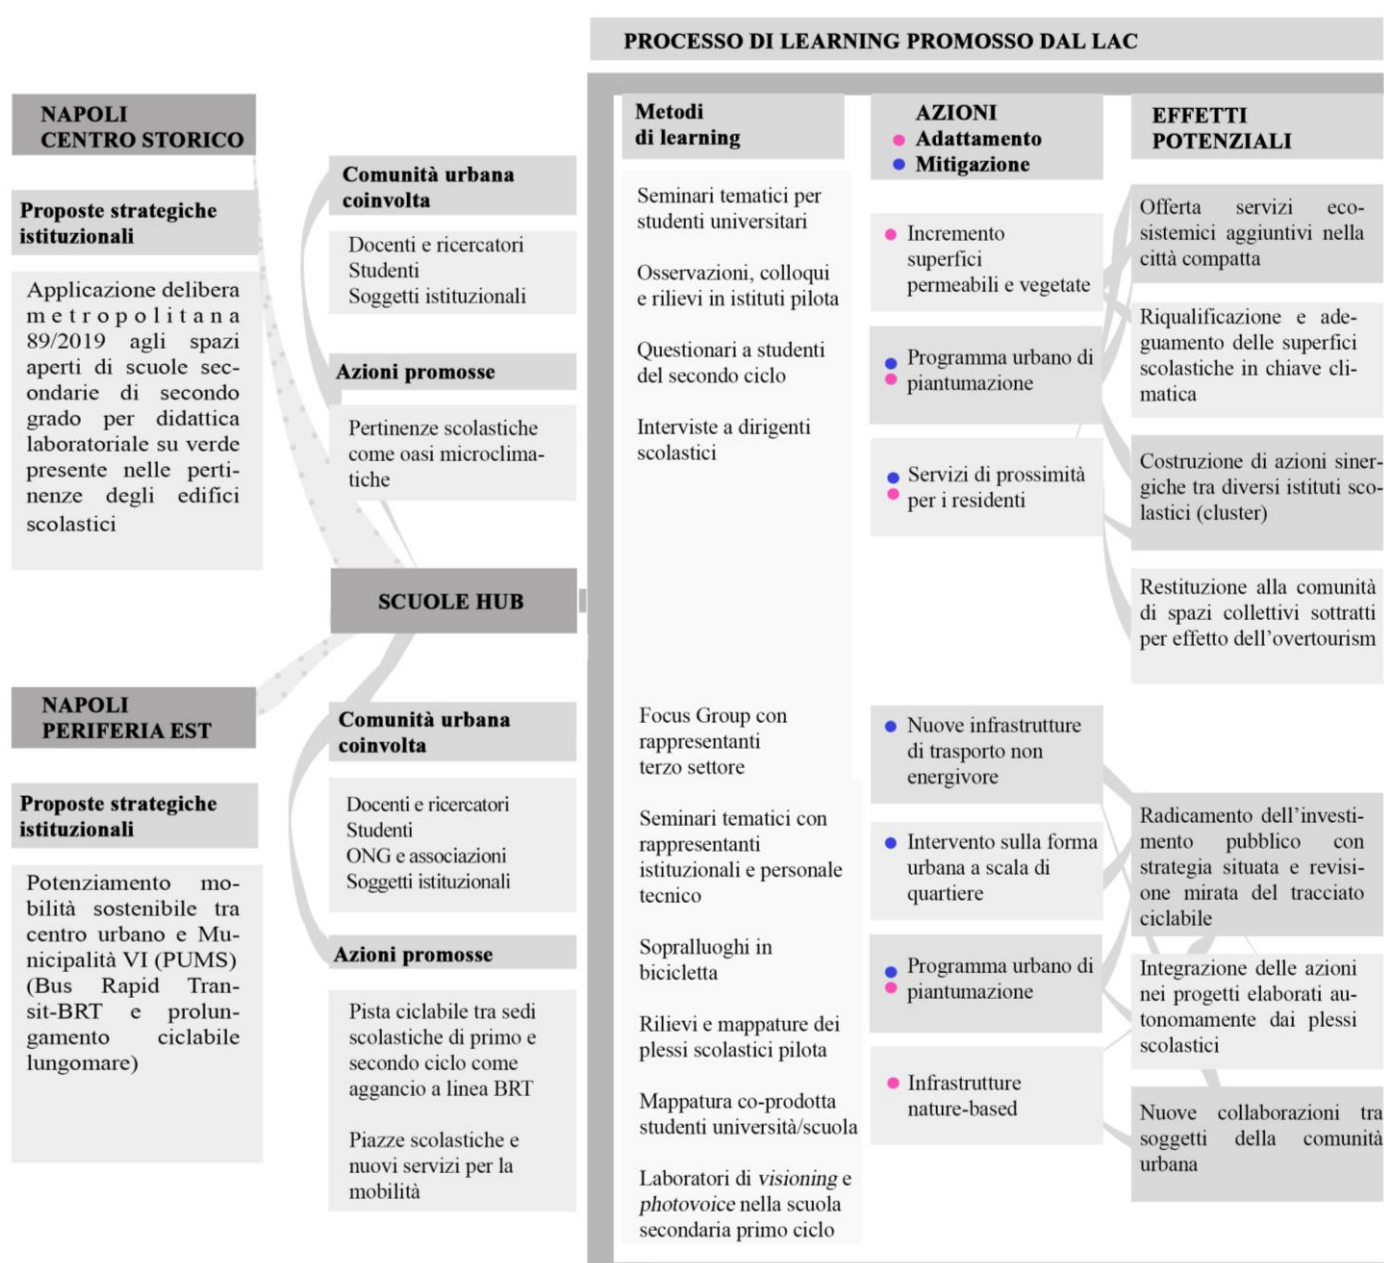 PROCESSO DI LEARNING PROMOSSO DAL LAC
NAPOLI
CENTRO STORICO
Proposte strategiche
istituzionali
Applicazione delibera
metropolitana
89/2019 agli spazi
aperti di scuole sec-
ondarie di secondo
grado per didattica
laboratoriale su verde
presente nelle perti-
nenze degli edifici
scolastici
Comunità urbana
coinvolta
Docenti e ricercatori
Studenti
Soggetti istituzionali
Azioni promosse
Pertinenze scolastiche
come oasi microclima-
tiche
SCUOLE HUB
NAPOLI
PERIFERIA EST
Proposte strategiche
istituzionali
Potenziamento mo-
bilità sostenibile tra
centro urbano e Mu-
nicipalità VI (PUMS)
(Bus Rapid Tran-
sit-BRT e prolun-
gamento ciclabile
lungomare)
Comunità urbana
coinvolta
Docenti e ricercatori
Studenti
ONG e associazioni
Soggetti istituzionali
Azioni promosse
Pista ciclabile tra sedi
scolastiche di primo e
secondo ciclo come
aggancio a linea BRT
Piazze scolastiche e
nuovi servizi per la
mobilità
Metodi
di learning
Seminari tematici per
studenti universitari
Osservazioni, colloqui
e rilievi in istituti pilota
Questionari a studenti
del secondo ciclo
Interviste a dirigenti
scolastici
Focus Group con
rappresentanti
terzo settore
Seminari tematici con
rappresentanti
istituzionali e personale
tecnico
Sopralluoghi in
bicicletta
Rilievi e mappature dei
plessi scolastici pilota
Mappatura co-prodotta
studenti università/scuola
Laboratori di visioning e
photovoice nella scuola
secondaria primo ciclo
AZIONI
Adattamento
Mitigazione
Incremento
superfici
permeabili e vegetate
Programma urbano di
piantumazione
Servizi di prossimità
per i residenti
Nuove infrastrutture
di trasporto non
energivore
Intervento sulla forma
urbana a scala di
quartiere
Programma urbano di
piantumazione
Infrastrutture
nature-based
EFFETTI
POTENZIALI
Offerta servizi eco-
sistemici aggiuntivi nella
città compatta
Riqualificazione e ade-
guamento delle superfici
scolastiche in chiave cli-
matica
Costruzione di azioni siner-
giche tra diversi istituti sco-
lastici (cluster)
Restituzione alla comunità
di spazi collettivi sottratti
per effetto dell'overtourism
Radicamento dell'investi-
mento pubblico con
strategia situata e revisi-
one mirata del tracciato
ciclabile
Integrazione delle azioni
nei progetti elaborati au-
tonomamente dai plessi
scolastici
Nuove collaborazioni tra
soggetti della comunità
urbana